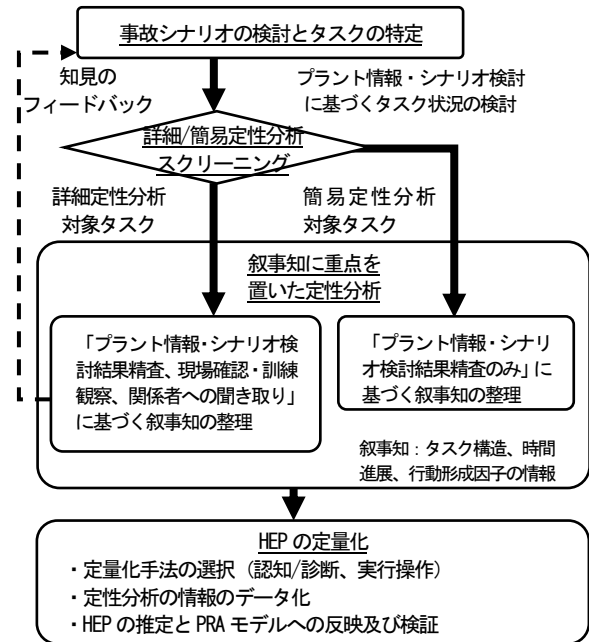 事故シナリオの検討とタスクの特定
知見の
フィードバック
プラント情報・シナリオ検討
に基づくタスク状況の検討
詳細/簡易定性分析
スクリーニング
詳細定性分析
対象タスク
簡易定性分析
対象タスク
叙事知に重点を
置いた定性分析
「プラント情報・シナリオ検
討結果精査、現場確認・訓練
観察、関係者への聞き取り」
に基づく叙事知の整理
「プラント情報・シナリ
オ検討結果精査のみ」に
基づく叙事知の整理
叙事知：タスク構造、時間
進展、行動形成因子の情報
HEP の定量化
・定量化手法の選択（認知/診断、実行操作）
・定性分析の情報のデータ化
・HEP の推定と PRA モデルへの反映及び検証